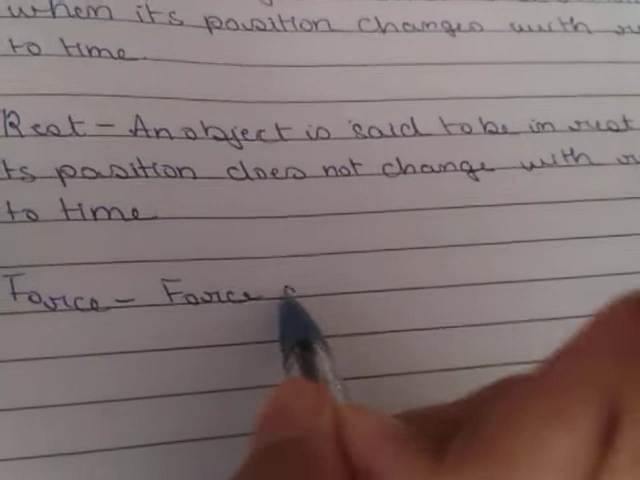 when its position changes with
to time
Rest - An object is said to be in rest
ts position does not change with
to time
Force - Force